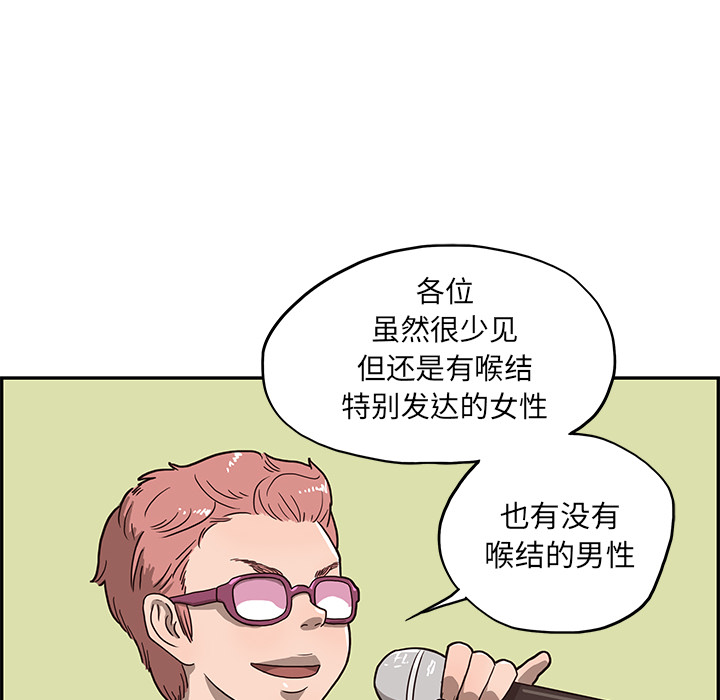 各位
虽然很少见
但还是有喉结
特别发达的女性
也有没有
喉结的男性